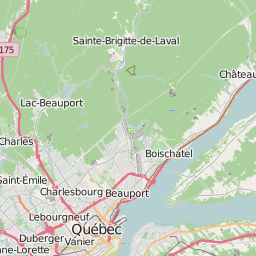 Sainte-Brigitte-de-Laval
175
Château
Lac-Beauport
Charles
Boischatel
Saint-Émile
Charlesbourg
Beauport
Lebourgneuf
Québec
Duberger
Vanier
ne-Lorette